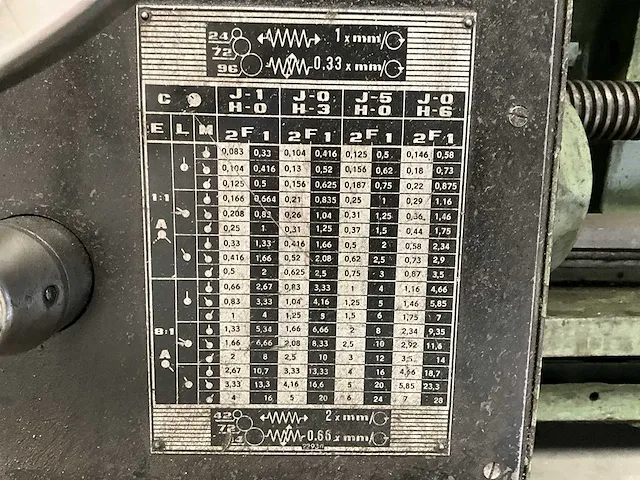 24 1 x mm/
72
96 0,33 x mm/
C J-1 J-0 J-5 J-0
H-0 H-3 H-0 H-6
E L M 2 F 1 2 F 1 2 F 1 2 F 1
0,083 0,33 0,104 0,416 0,125 0,5 0,146 0,58
0,104 0,416 0,13 0,52 0,156 0,62 0,18 0,73
0,125 0,5 0,156 0,625 0,187 0,75 0,22 0,875
1:1 0,166 0,664 0,21 0,835 0,25 1 0,29 1,16
A 0,208 0,83 0,26 1,04 0,31 1,25 0,36 1,46
0,25 1 0,31 1,25 0,37 1,5 0,44 1,75
0,33 1,33 0,416 1,66 0,5 2 0,58 2,34
0,416 1,66 0,52 2,08 0,62 2,5 0,73 2,9
0,5 2 0,625 2,5 0,75 3 0,87 3,5
0,66 2,67 0,83 3,33 1 4 1,16 4,66
0,83 3,33 1,04 4,16 1,25 5 1,46 5,85
1 4 1,25 5 1,5 6 1,75 7
8:1 1,33 5,34 1,66 6,66 2 8 2,34 9,35
A 1,66 6,66 2,08 8,33 2,5 10 2,92 11,6
2 8 2,5 10 3 12 3,5 14
2,67 10,7 3,33 13,33 4 16 4,66 18,7
3,33 13,3 4,16 16,6 5 20 5,85 23,3
4 16 5 20 6 24 7 28
42 2 x mm/
72
0,66 x mm/